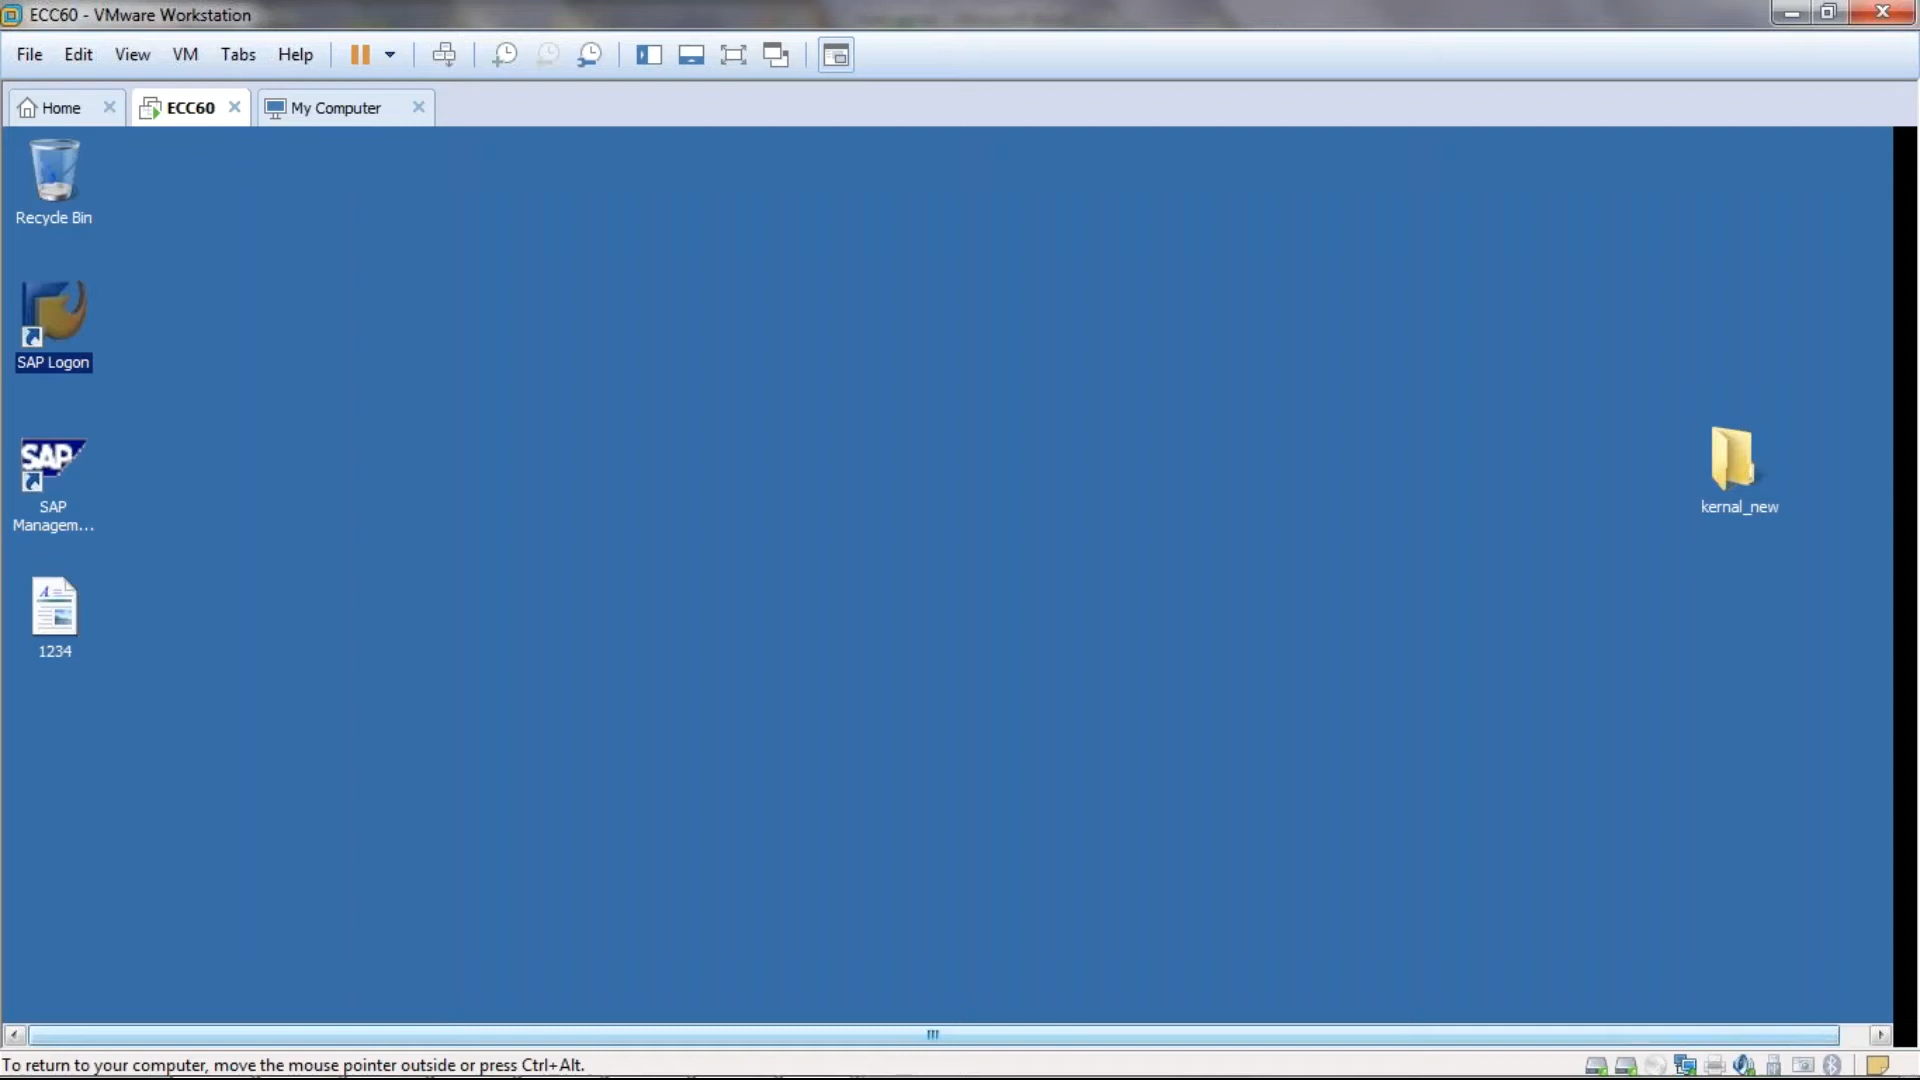 ECC60 - VMware Workstation
File Edit View VM Tabs Help
Home ECC60 My Computer
Recycle Bin
SAP Logon
SAP
SAP
Managem...
kernal_new
1234
To return to your computer, move the mouse pointer outside or press Ctrl+Alt.